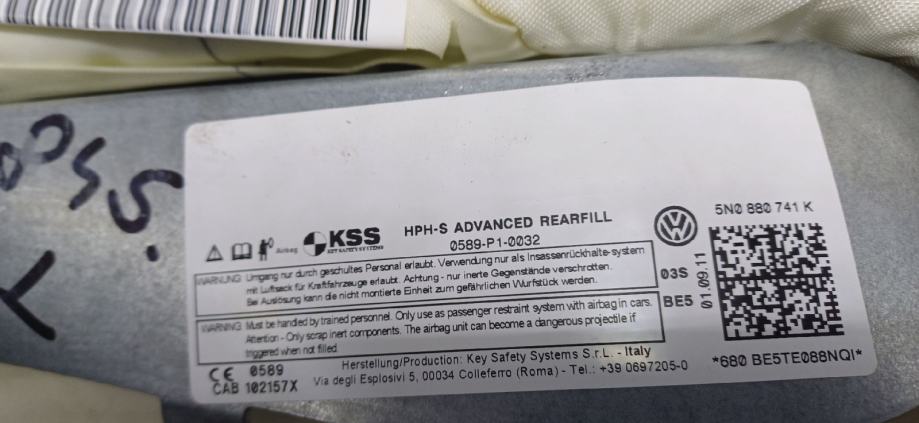 Airbag
KSS
KEY SAFETY SYSTEMS
HPH-S ADVANCED REARFILL
0589-P1-0032
WARNUNG Umgang nur durch geschultes Personal erlaubt. Verwendung nur als Insassenrückhalte-system
mit Luftsack für Kraftfahrzeuge erlaubt. Achtung - nur inerte Gegenstände verschrotten.
Bei Auslösung kann die nicht montierte Einheit zum gefährlichen Wurfstück werden.
WARNING Must be handled by trained personnel. Only use as passenger restraint system with airbag in cars.
Attention - Only scrap inert components. The airbag unit can become a dangerous projectile if
triggered when not filled.
03S
BE5
01.09.11
5N0 880 741 K
*680 BE5TE088NQI*
CE 0589
CAB 102157X
Herstellung/Production: Key Safety Systems S.r.L. - Italy
Via degli Esplosivi 5, 00034 Colleferro (Roma) - Tel.: +39 0697205-0